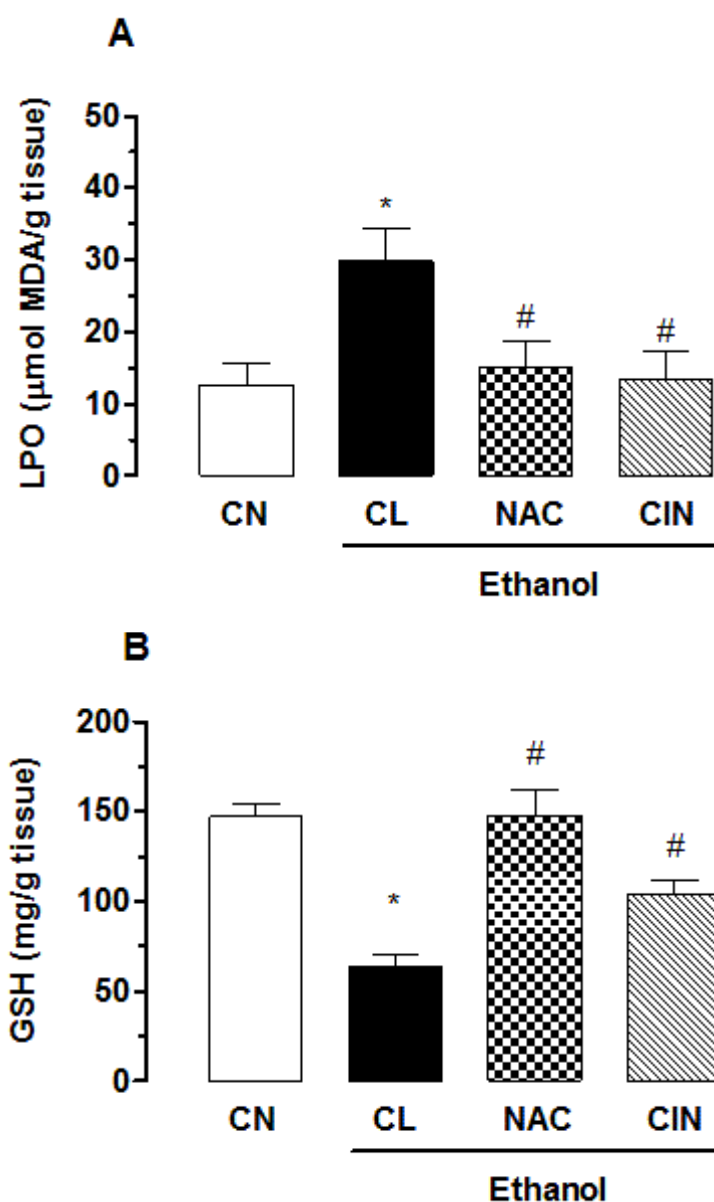 A
LPO (μmol MDA/g tissue)
50
40
30
20
10
0
*
#
#
CN CL NAC CIN
Ethanol
B
GSH (mg/g tissue)
200
150
100
50
0
*
#
#
CN CL NAC CIN
Ethanol